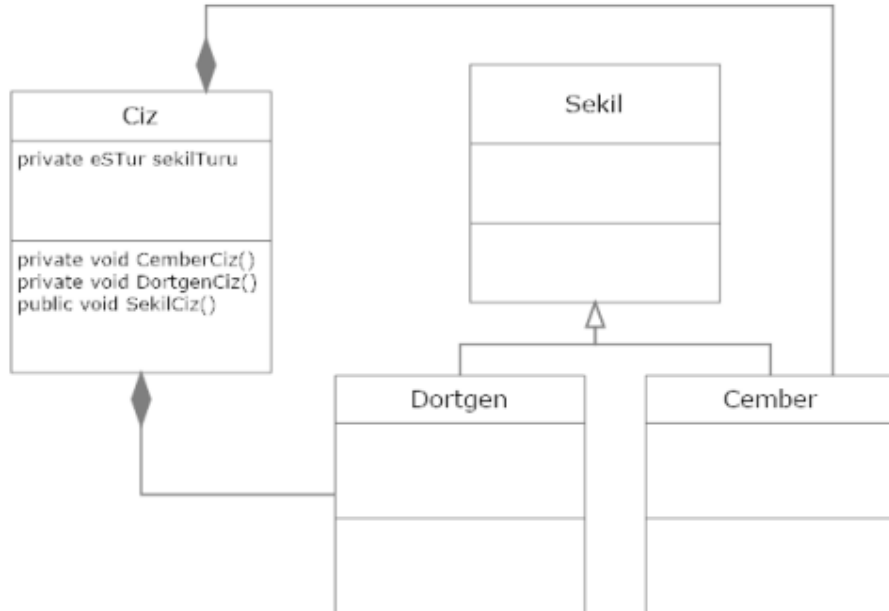 Ciz
private eSTur sekilTuru
private void CemberCiz()
private void DortgenCiz()
public void SekilCiz()
Sekil
Dortgen
Cember